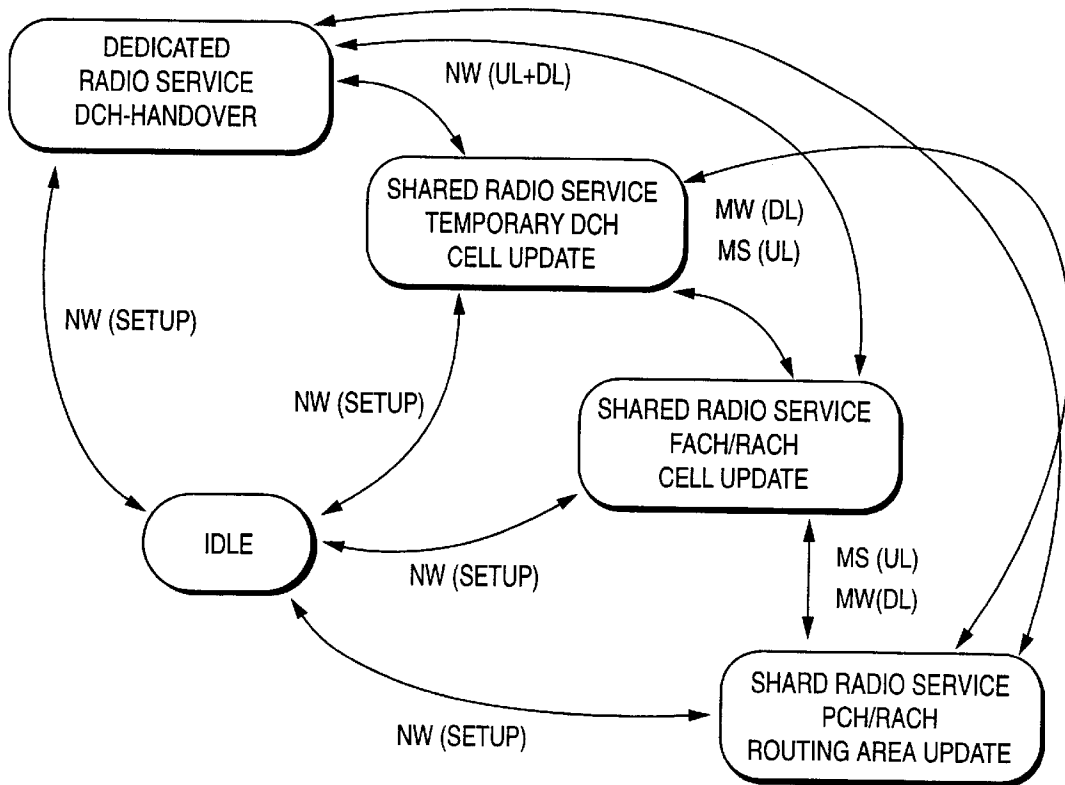 DEDICATED
RADIO SERVICE
DCH-HANDOVER
NW (UL+DL)
SHARED RADIO SERVICE
TEMPORARY DCH
CELL UPDATE
MW (DL)
MS (UL)
NW (SETUP)
NW (SETUP)
SHARED RADIO SERVICE
FACH/RACH
CELL UPDATE
IDLE
NW (SETUP)
MS (UL)
MW(DL)
SHARD RADIO SERVICE
PCH/RACH
ROUTING AREA UPDATE
NW (SETUP)